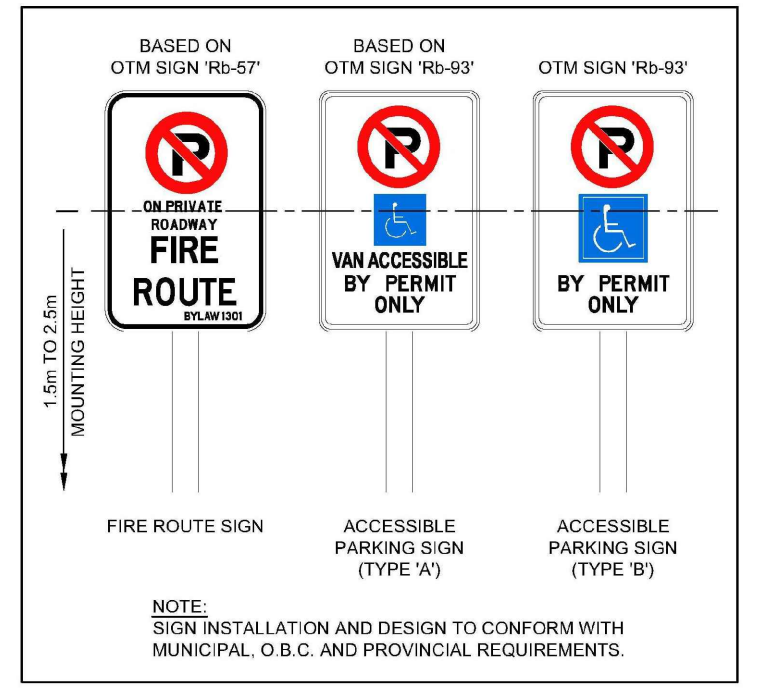 BASED ON
OTM SIGN 'Rb-57'
BASED ON
OTM SIGN 'Rb-93'
OTM SIGN 'Rb-93'
P
ON PRIVATE
ROADWAY
FIRE
ROUTE
BYLAW 1301
P
VAN ACCESSIBLE
BY PERMIT
ONLY
P
BY PERMIT
ONLY
1.5m TO 2.5m
MOUNTING HEIGHT
FIRE ROUTE SIGN
ACCESSIBLE
PARKING SIGN
(TYPE 'A')
ACCESSIBLE
PARKING SIGN
(TYPE 'B')
NOTE:
SIGN INSTALLATION AND DESIGN TO CONFORM WITH
MUNICIPAL, O.B.C. AND PROVINCIAL REQUIREMENTS.